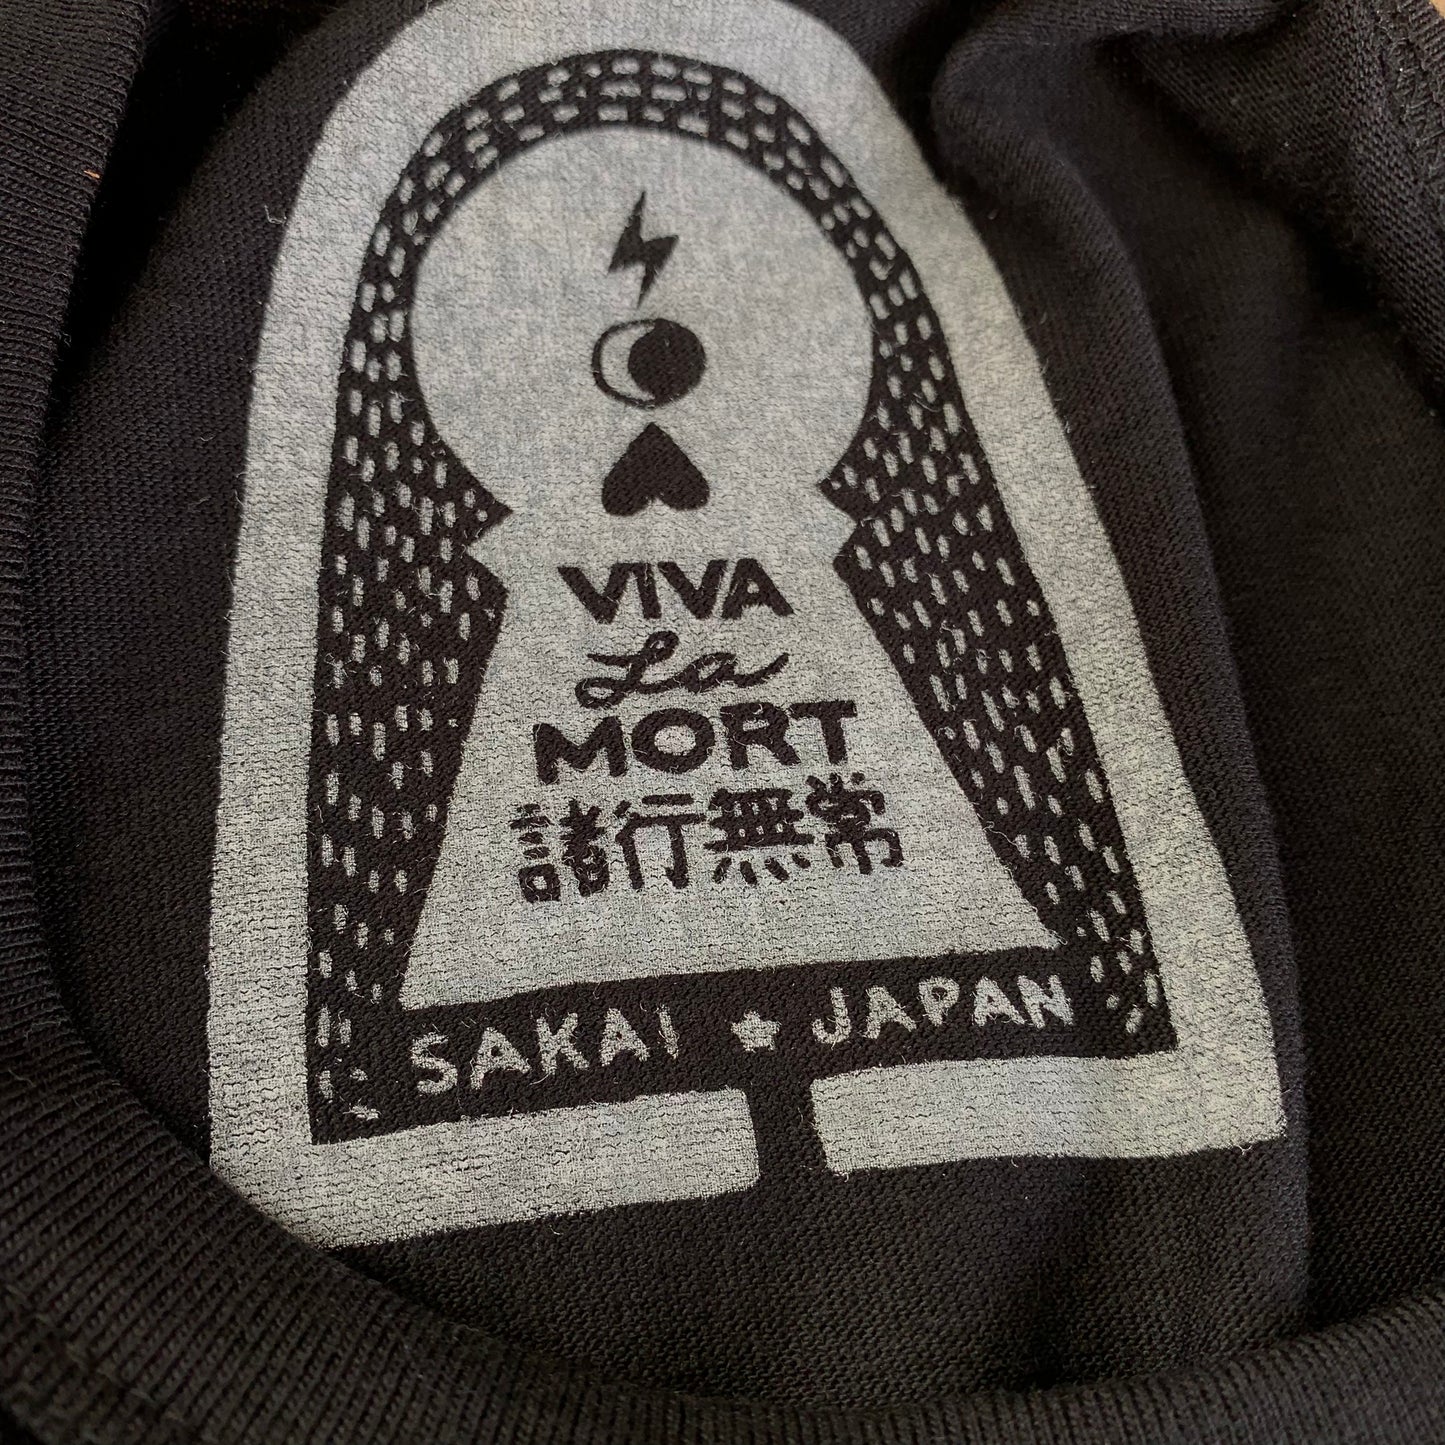 VIVA
La
MORT
諸行無常
SAKAI ★ JAPAN